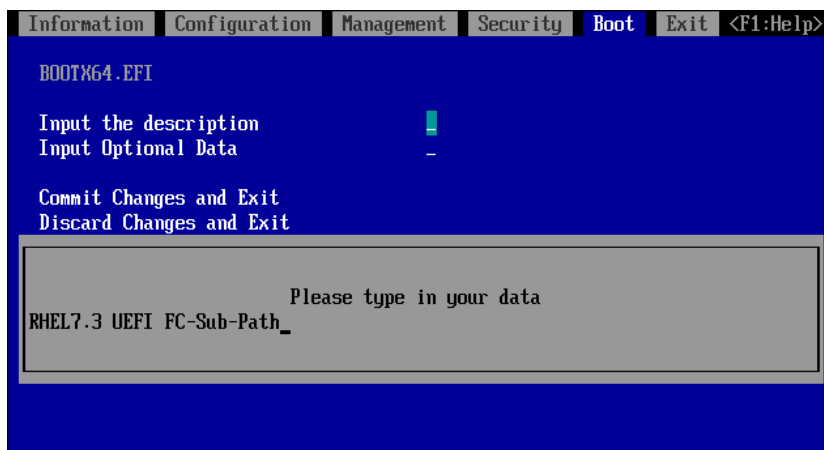 Information Configuration Management Security Boot Exit <F1:Help>
BOOTX64.EFI
Input the description _
Input Optional Data _
Commit Changes and Exit
Discard Changes and Exit
Please type in your data
RHEL7.3 UEFI FC-Sub-Path_